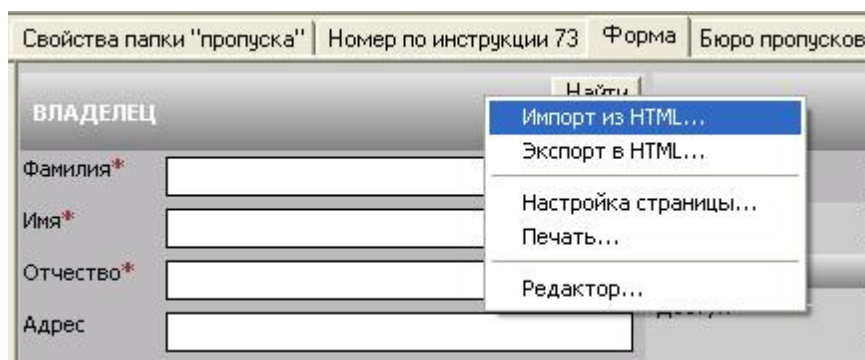 Свойства папки "пропуска" Номер по инструкции 73 Форма Бюро пропусков
ВЛАДЕЛЕЦ Найти
Импорт из HTML...
Экспорт в HTML...
Фамилия*
Настройка страницы...
Имя*
Печать...
Отчество*
Редактор...
Адрес